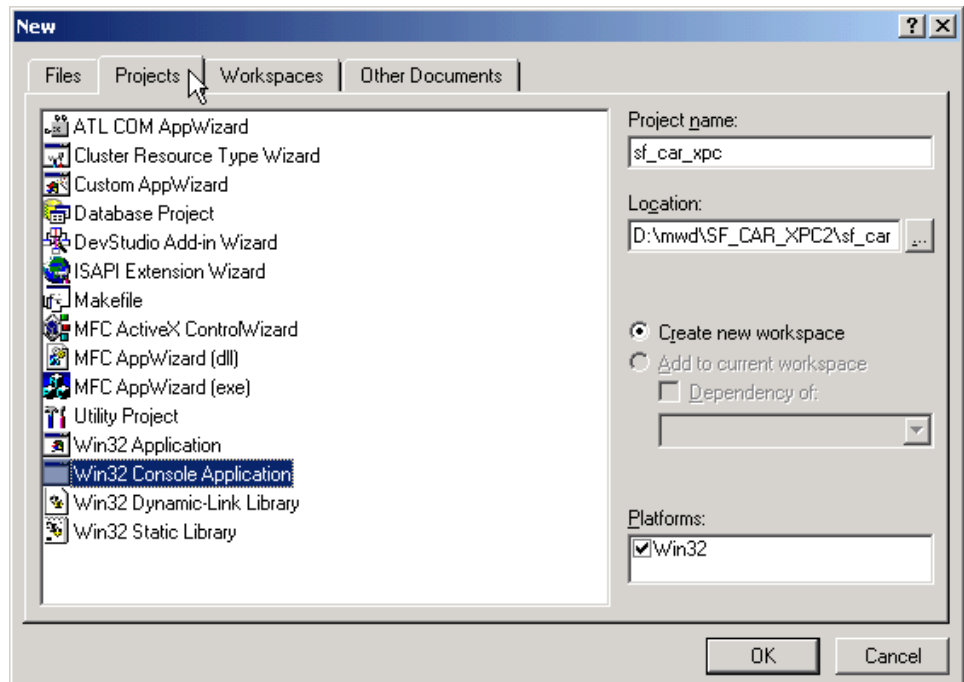 New
Files
Projects
Workspaces
Other Documents
ATL COM AppWizard
Cluster Resource Type Wizard
Custom AppWizard
Database Project
DevStudio Add-in Wizard
ISAPI Extension Wizard
Makefile
MFC ActiveX ControlWizard
MFC AppWizard (dll)
MFC AppWizard (exe)
Utility Project
Win32 Application
Win32 Console Application
Win32 Dynamic-Link Library
Win32 Static Library
Project name:
sf_car_xpc
Location:
D:\mwd\SF_CAR_XPC2\sf_car
...
Create new workspace
Add to current workspace
Dependency of:
Platforms:
Win32
OK
Cancel